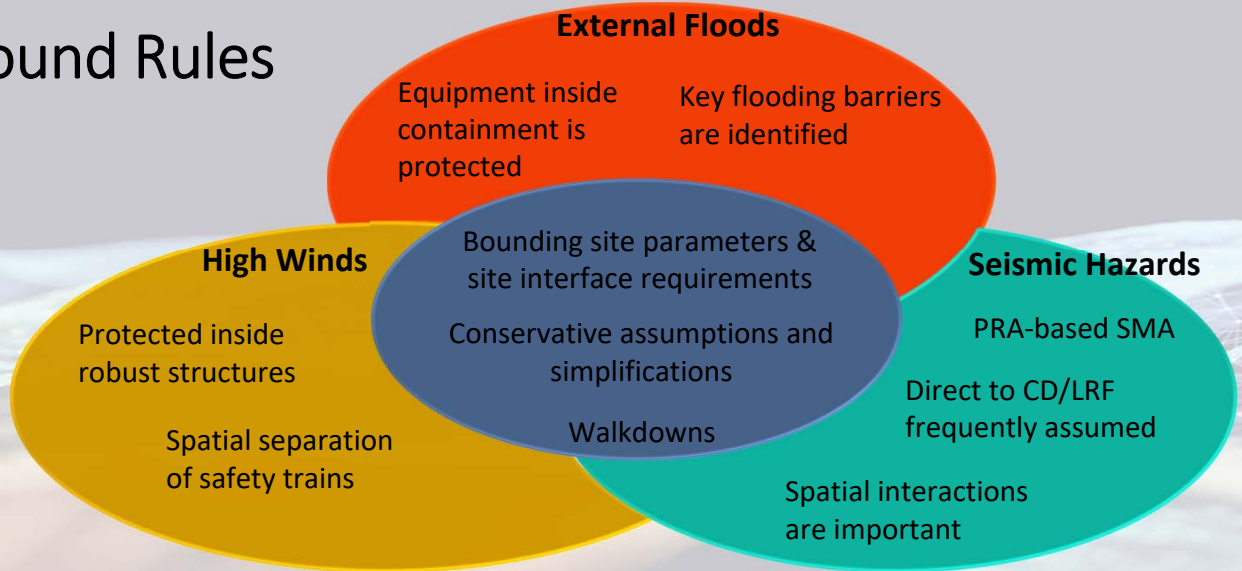 ound Rules
External Floods
Equipment inside
containment is
protected
Key flooding barriers
are identified
High Winds
Protected inside
robust structures
Spatial separation
of safety trains
Bounding site parameters &
site interface requirements
Conservative assumptions and
simplifications
Walkdowns
Seismic Hazards
PRA-based SMA
Direct to CD/LRF
frequently assumed
Spatial interactions
are important